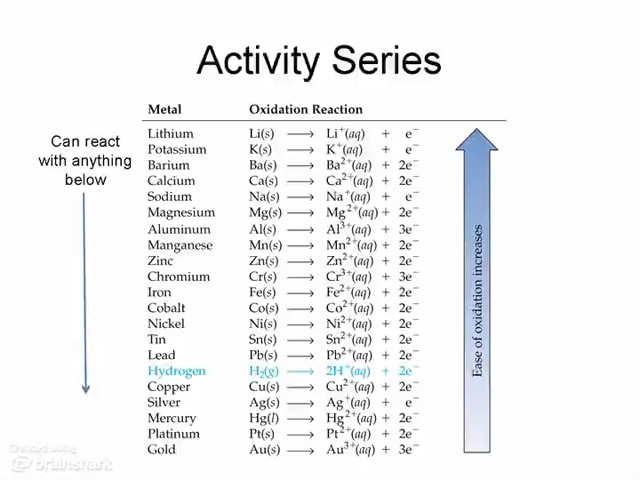 Activity Series
Metal Oxidation Reaction
Can react
with anything
below
Lithium Li(s) ⟶ Li⁺(aq) + e⁻
Potassium K(s) ⟶ K⁺(aq) + e⁻
Barium Ba(s) ⟶ Ba²⁺(aq) + 2e⁻
Calcium Ca(s) ⟶ Ca²⁺(aq) + 2e⁻
Sodium Na(s) ⟶ Na⁺(aq) + e⁻
Magnesium Mg(s) ⟶ Mg²⁺(aq) + 2e⁻
Aluminum Al(s) ⟶ Al³⁺(aq) + 3e⁻
Manganese Mn(s) ⟶ Mn²⁺(aq) + 2e⁻
Zinc Zn(s) ⟶ Zn²⁺(aq) + 2e⁻
Chromium Cr(s) ⟶ Cr³⁺(aq) + 3e⁻
Iron Fe(s) ⟶ Fe²⁺(aq) + 2e⁻
Cobalt Co(s) ⟶ Co²⁺(aq) + 2e⁻
Nickel Ni(s) ⟶ Ni²⁺(aq) + 2e⁻
Tin Sn(s) ⟶ Sn²⁺(aq) + 2e⁻
Lead Pb(s) ⟶ Pb²⁺(aq) + 2e⁻
Hydrogen H₂(g) ⟶ 2H⁺(aq) + 2e⁻
Copper Cu(s) ⟶ Cu²⁺(aq) + 2e⁻
Silver Ag(s) ⟶ Ag⁺(aq) + e⁻
Mercury Hg(l) ⟶ Hg²⁺(aq) + 2e⁻
Platinum Pt(s) ⟶ Pt²⁺(aq) + 2e⁻
Gold Au(s) ⟶ Au³⁺(aq) + 3e⁻
Ease of oxidation increases
Created using
brainshark